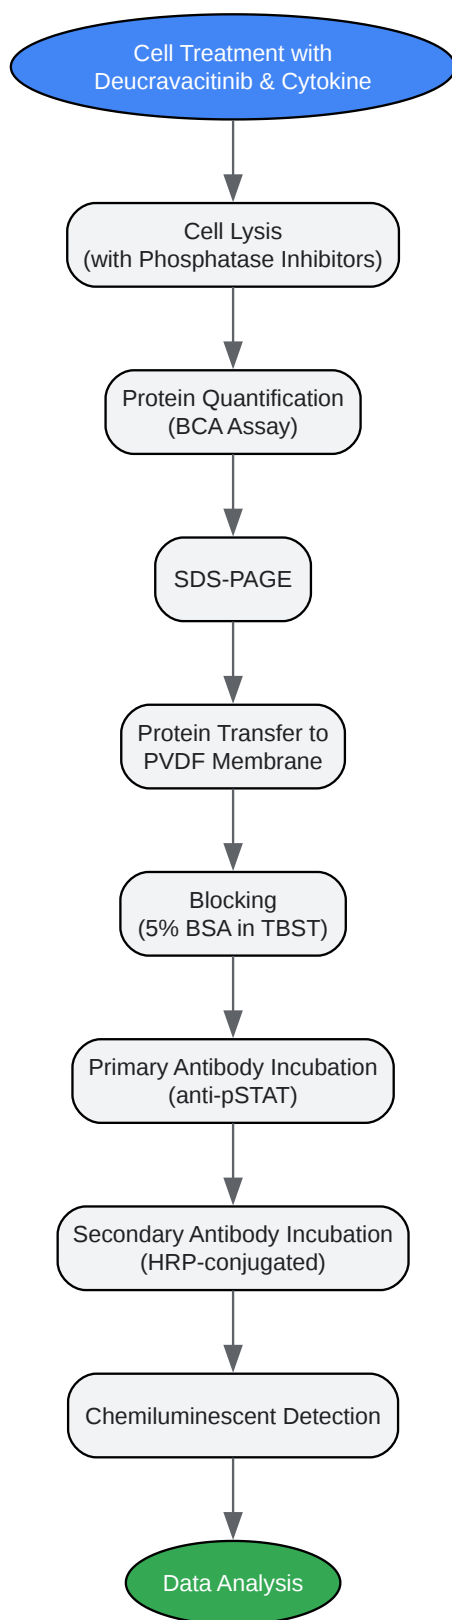 Cell Treatment with
Deucravacitinib & Cytokine
Cell Lysis
(with Phosphatase Inhibitors)
Protein Quantification
(BCA Assay)
SDS-PAGE
Protein Transfer to
PVDF Membrane
Blocking
(5% BSA in TBST)
Primary Antibody Incubation
(anti-pSTAT)
Secondary Antibody Incubation
(HRP-conjugated)
Chemiluminescent Detection
Data Analysis